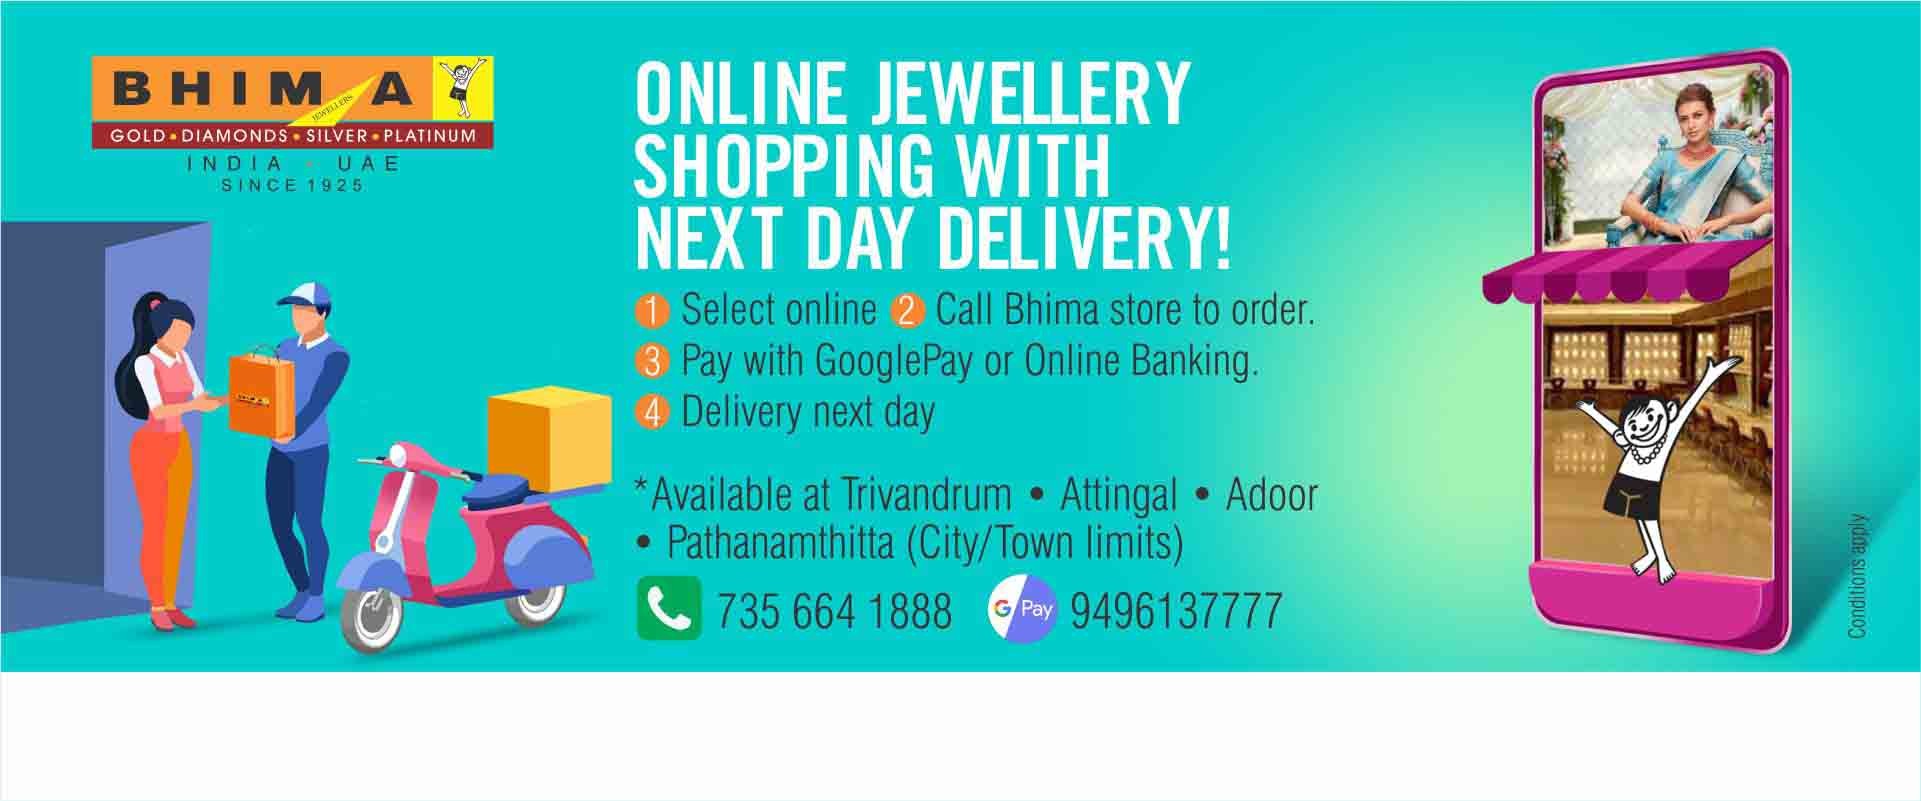 BHIMA
JEWELLERS
GOLD • DIAMONDS • SILVER • PLATINUM
INDIA • UAE
SINCE 1925
ONLINE JEWELLERY
SHOPPING WITH
NEXT DAY DELIVERY!
1 Select online 2 Call Bhima store to order.
3 Pay with GooglePay or Online Banking.
4 Delivery next day
*Available at Trivandrum • Attingal • Adoor
• Pathanamthitta (City/Town limits)
735 664 1888 G Pay 9496137777
BHIMA
Conditions apply